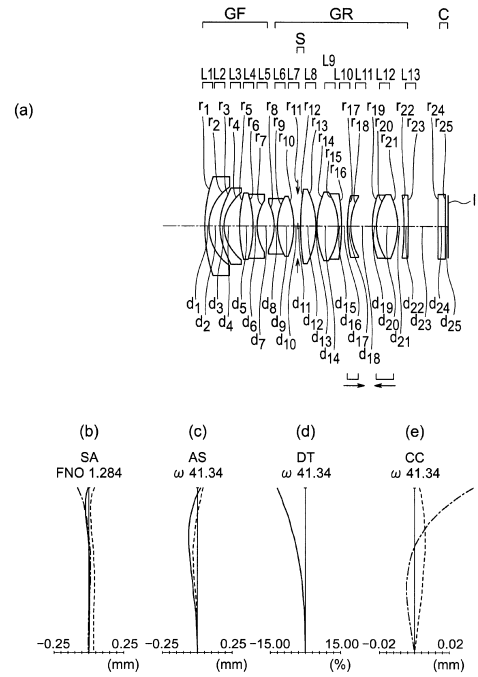 GF GR C
S
L9
L1 L2 L3 L4 L5 L6 L7 L8 L10 L11 L12 L13
(a)
r1 r3 r5 r8 r11 r12 r17 r19 r22 r24
r2 r4 r6 r9 r13 r18 r20 r23 r25
r7 r10 r14 r21
r15
r16
I
d1 d3 d5 d8 d11 d15 d19 d22 d24
d2 d4 d6 d9 d12 d16 d20 d23 d25
d7 d10 d13 d17 d21
d14 d18
(b) (c) (d) (e)
SA AS DT CC
FNO 1.284 ω 41.34 ω 41.34 ω 41.34
−0.25 0.25 −0.25 0.25 −15.00 15.00 −0.02 0.02
(mm) (mm) (%) (mm)